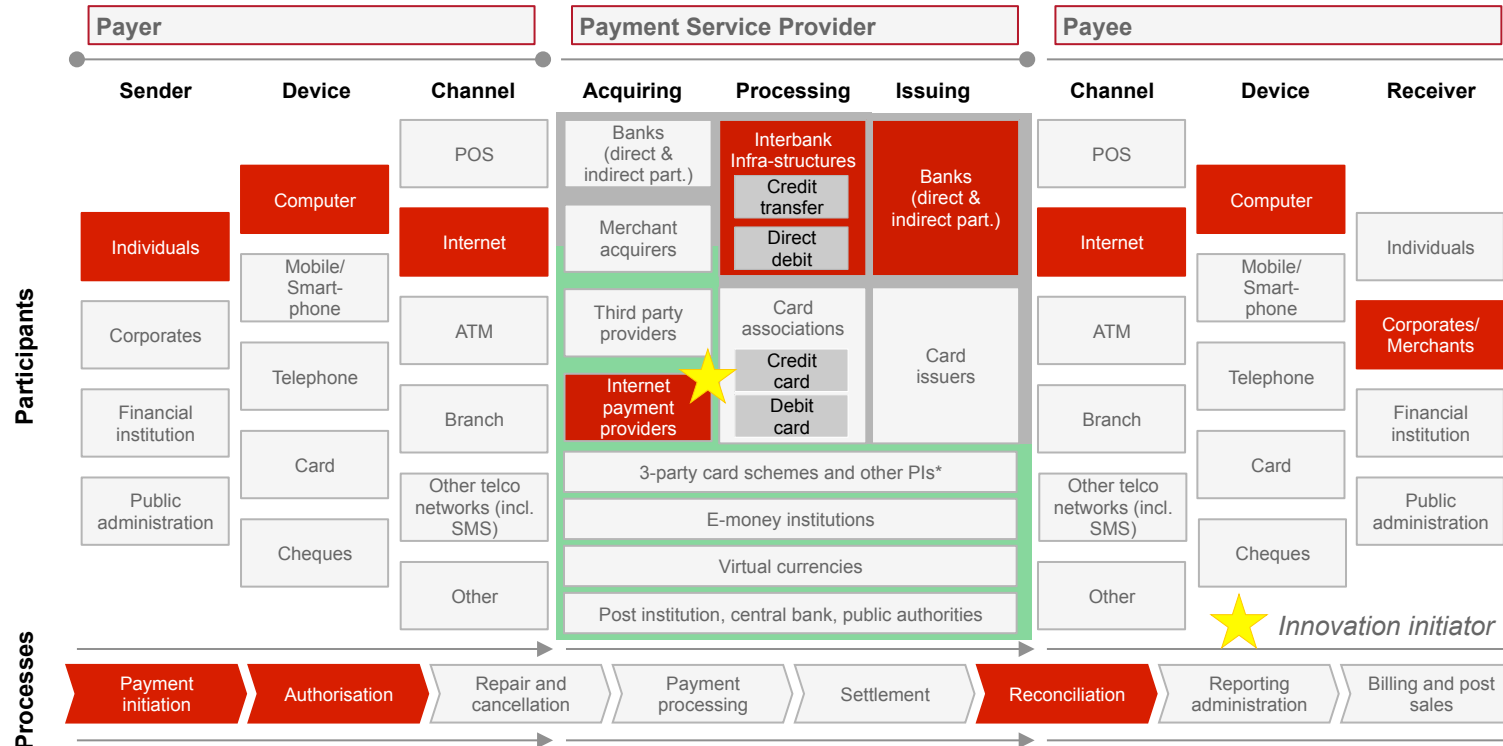 Payer
Payment Service Provider
Payee
Sender
Device
Channel
Acquiring
Processing
Issuing
Channel
Device
Receiver
Participants
Individuals
Corporates
Financial
institution
Public
administration
Computer
Mobile/
Smart-
phone
Telephone
Card
Cheques
POS
Internet
ATM
Branch
Other telco
networks (incl.
SMS)
Other
Banks
(direct &
indirect part.)
Merchant
acquirers
Third party
providers
Internet
payment
providers
Interbank
Infra-structures
Credit
transfer
Direct
debit
Card
associations
Credit
card
Debit
card
Banks
(direct &
indirect part.)
Card
issuers
3-party card schemes and other PIs*
E-money institutions
Virtual currencies
Post institution, central bank, public authorities
POS
Internet
ATM
Branch
Other telco
networks (incl.
SMS)
Other
Computer
Mobile/
Smart-
phone
Telephone
Card
Cheques
Individuals
Corporates/
Merchants
Financial
institution
Public
administration
Innovation initiator
Processes
Payment
initiation
Authorisation
Repair and
cancellation
Payment
processing
Settlement
Reconciliation
Reporting
administration
Billing and post
sales